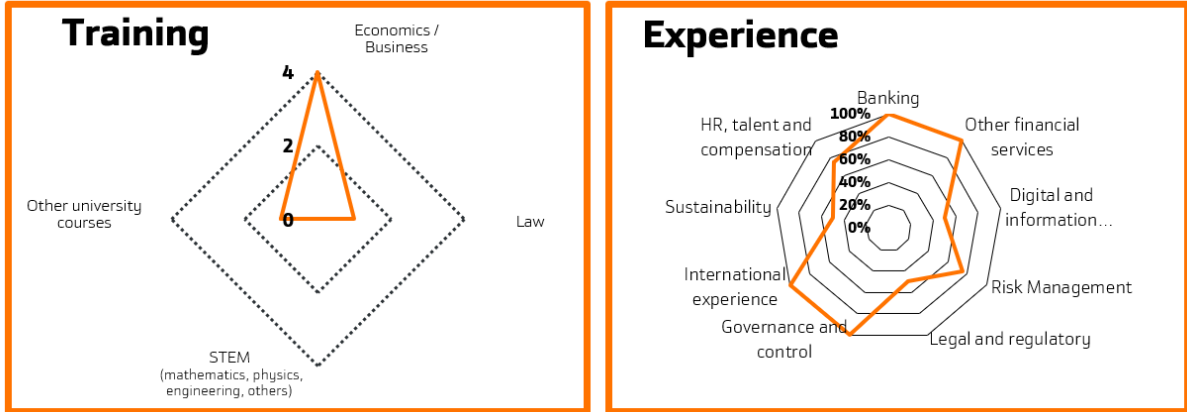 Training
Economics /
Business
4
2
0
Other university
courses
Law
STEM
(mathematics, physics,
engineering, others)
Experience
Banking
100%
80%
60%
40%
20%
0%
HR, talent and
compensation
Other financial
services
Sustainability
Digital and
information...
International
experience
Risk Management
Governance and
control
Legal and regulatory